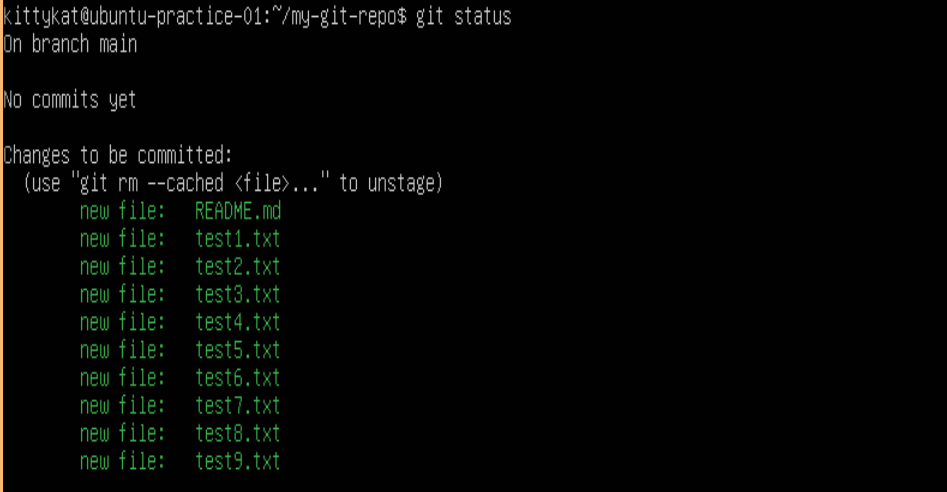 kittykat@ubuntu-practice-01:~/my-git-repo$ git status
On branch main
No commits yet
Changes to be committed:
(use "git rm --cached <file>..." to unstage)
new file: README.md
new file: test1.txt
new file: test2.txt
new file: test3.txt
new file: test4.txt
new file: test5.txt
new file: test6.txt
new file: test7.txt
new file: test8.txt
new file: test9.txt